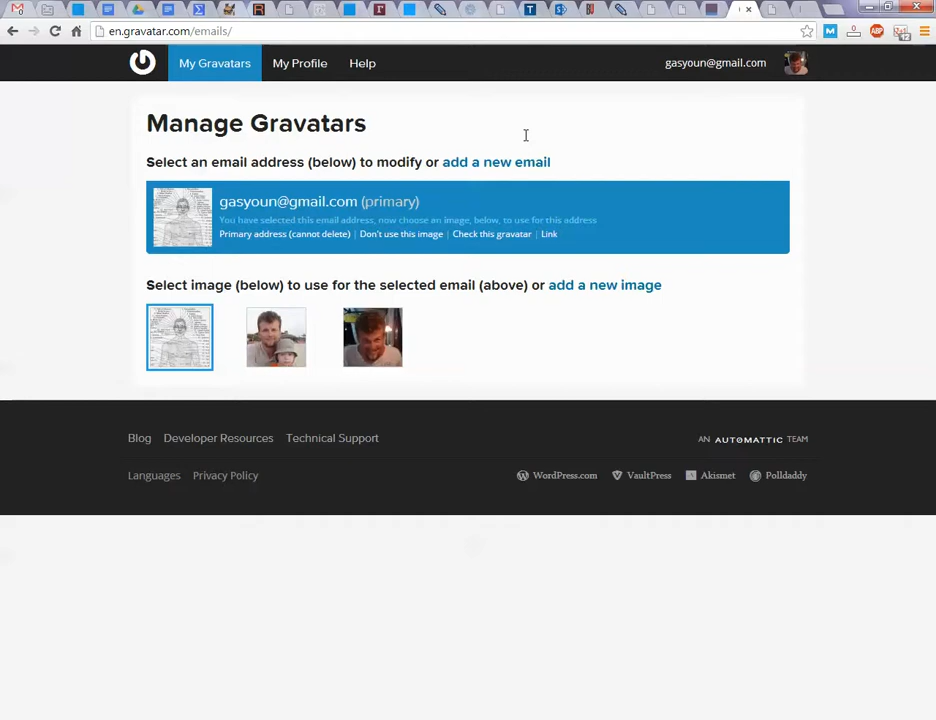 en.gravatar.com/emails/
My Gravatars My Profile Help gasyoun@gmail.com
Manage Gravatars
Select an email address (below) to modify or add a new email
gasyoun@gmail.com (primary)
You have selected this email address, now choose an image, below, to use for this address
Primary address (cannot delete) | Don't use this image | Check this gravatar | Link
Select image (below) to use for the selected email (above) or add a new image
Blog Developer Resources Technical Support AN AUTOMATTIC TEAM
Languages Privacy Policy WordPress.com VaultPress Akismet Polldaddy